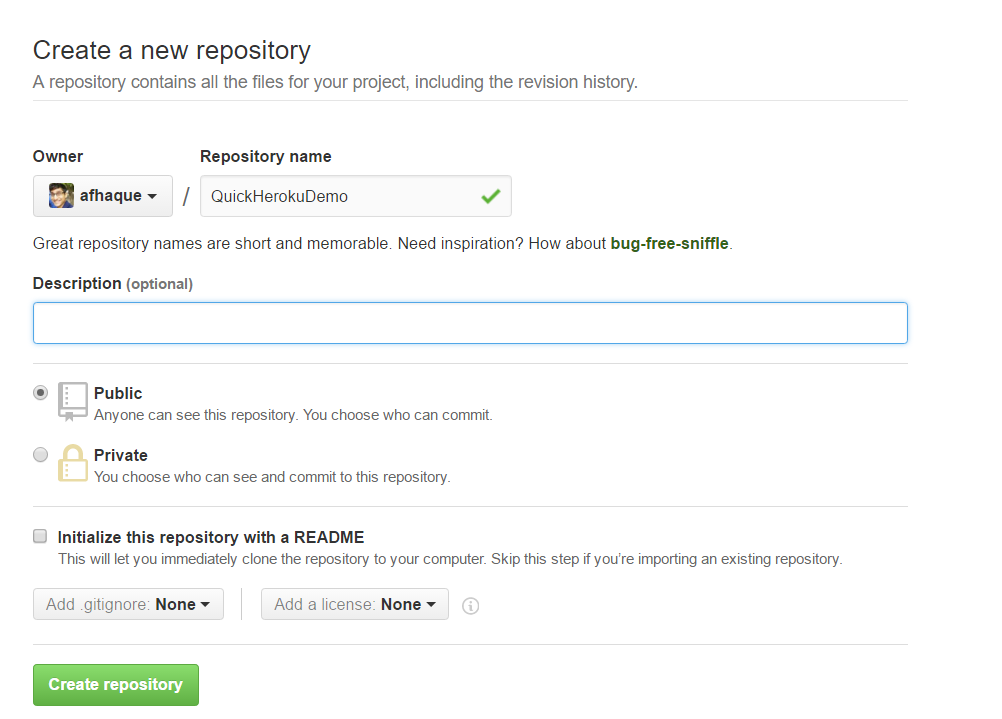 Create a new repository
A repository contains all the files for your project, including the revision history.
Owner Repository name
afhaque / QuickHerokuDemo
Great repository names are short and memorable. Need inspiration? How about bug-free-sniffle.
Description (optional)
Public
Anyone can see this repository. You choose who can commit.
Private
You choose who can see and commit to this repository.
Initialize this repository with a README
This will let you immediately clone the repository to your computer. Skip this step if you’re importing an existing repository.
Add .gitignore: None Add a license: None
Create repository